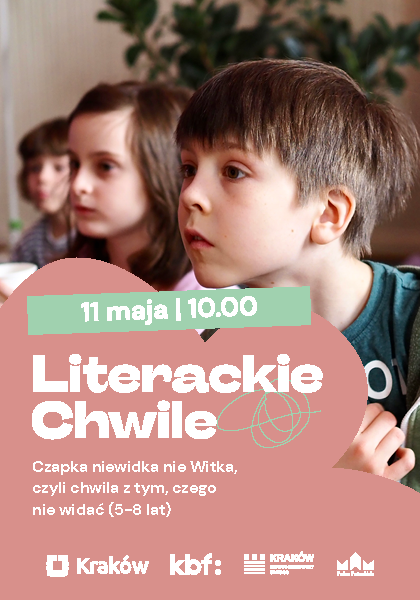 11 maja | 10.00
Literackie
Chwile
Czapka niewidka nie Witka,
czyli chwila z tym, czego
nie widać (5-8 lat)
Kraków
kbf:
KRAKÓW